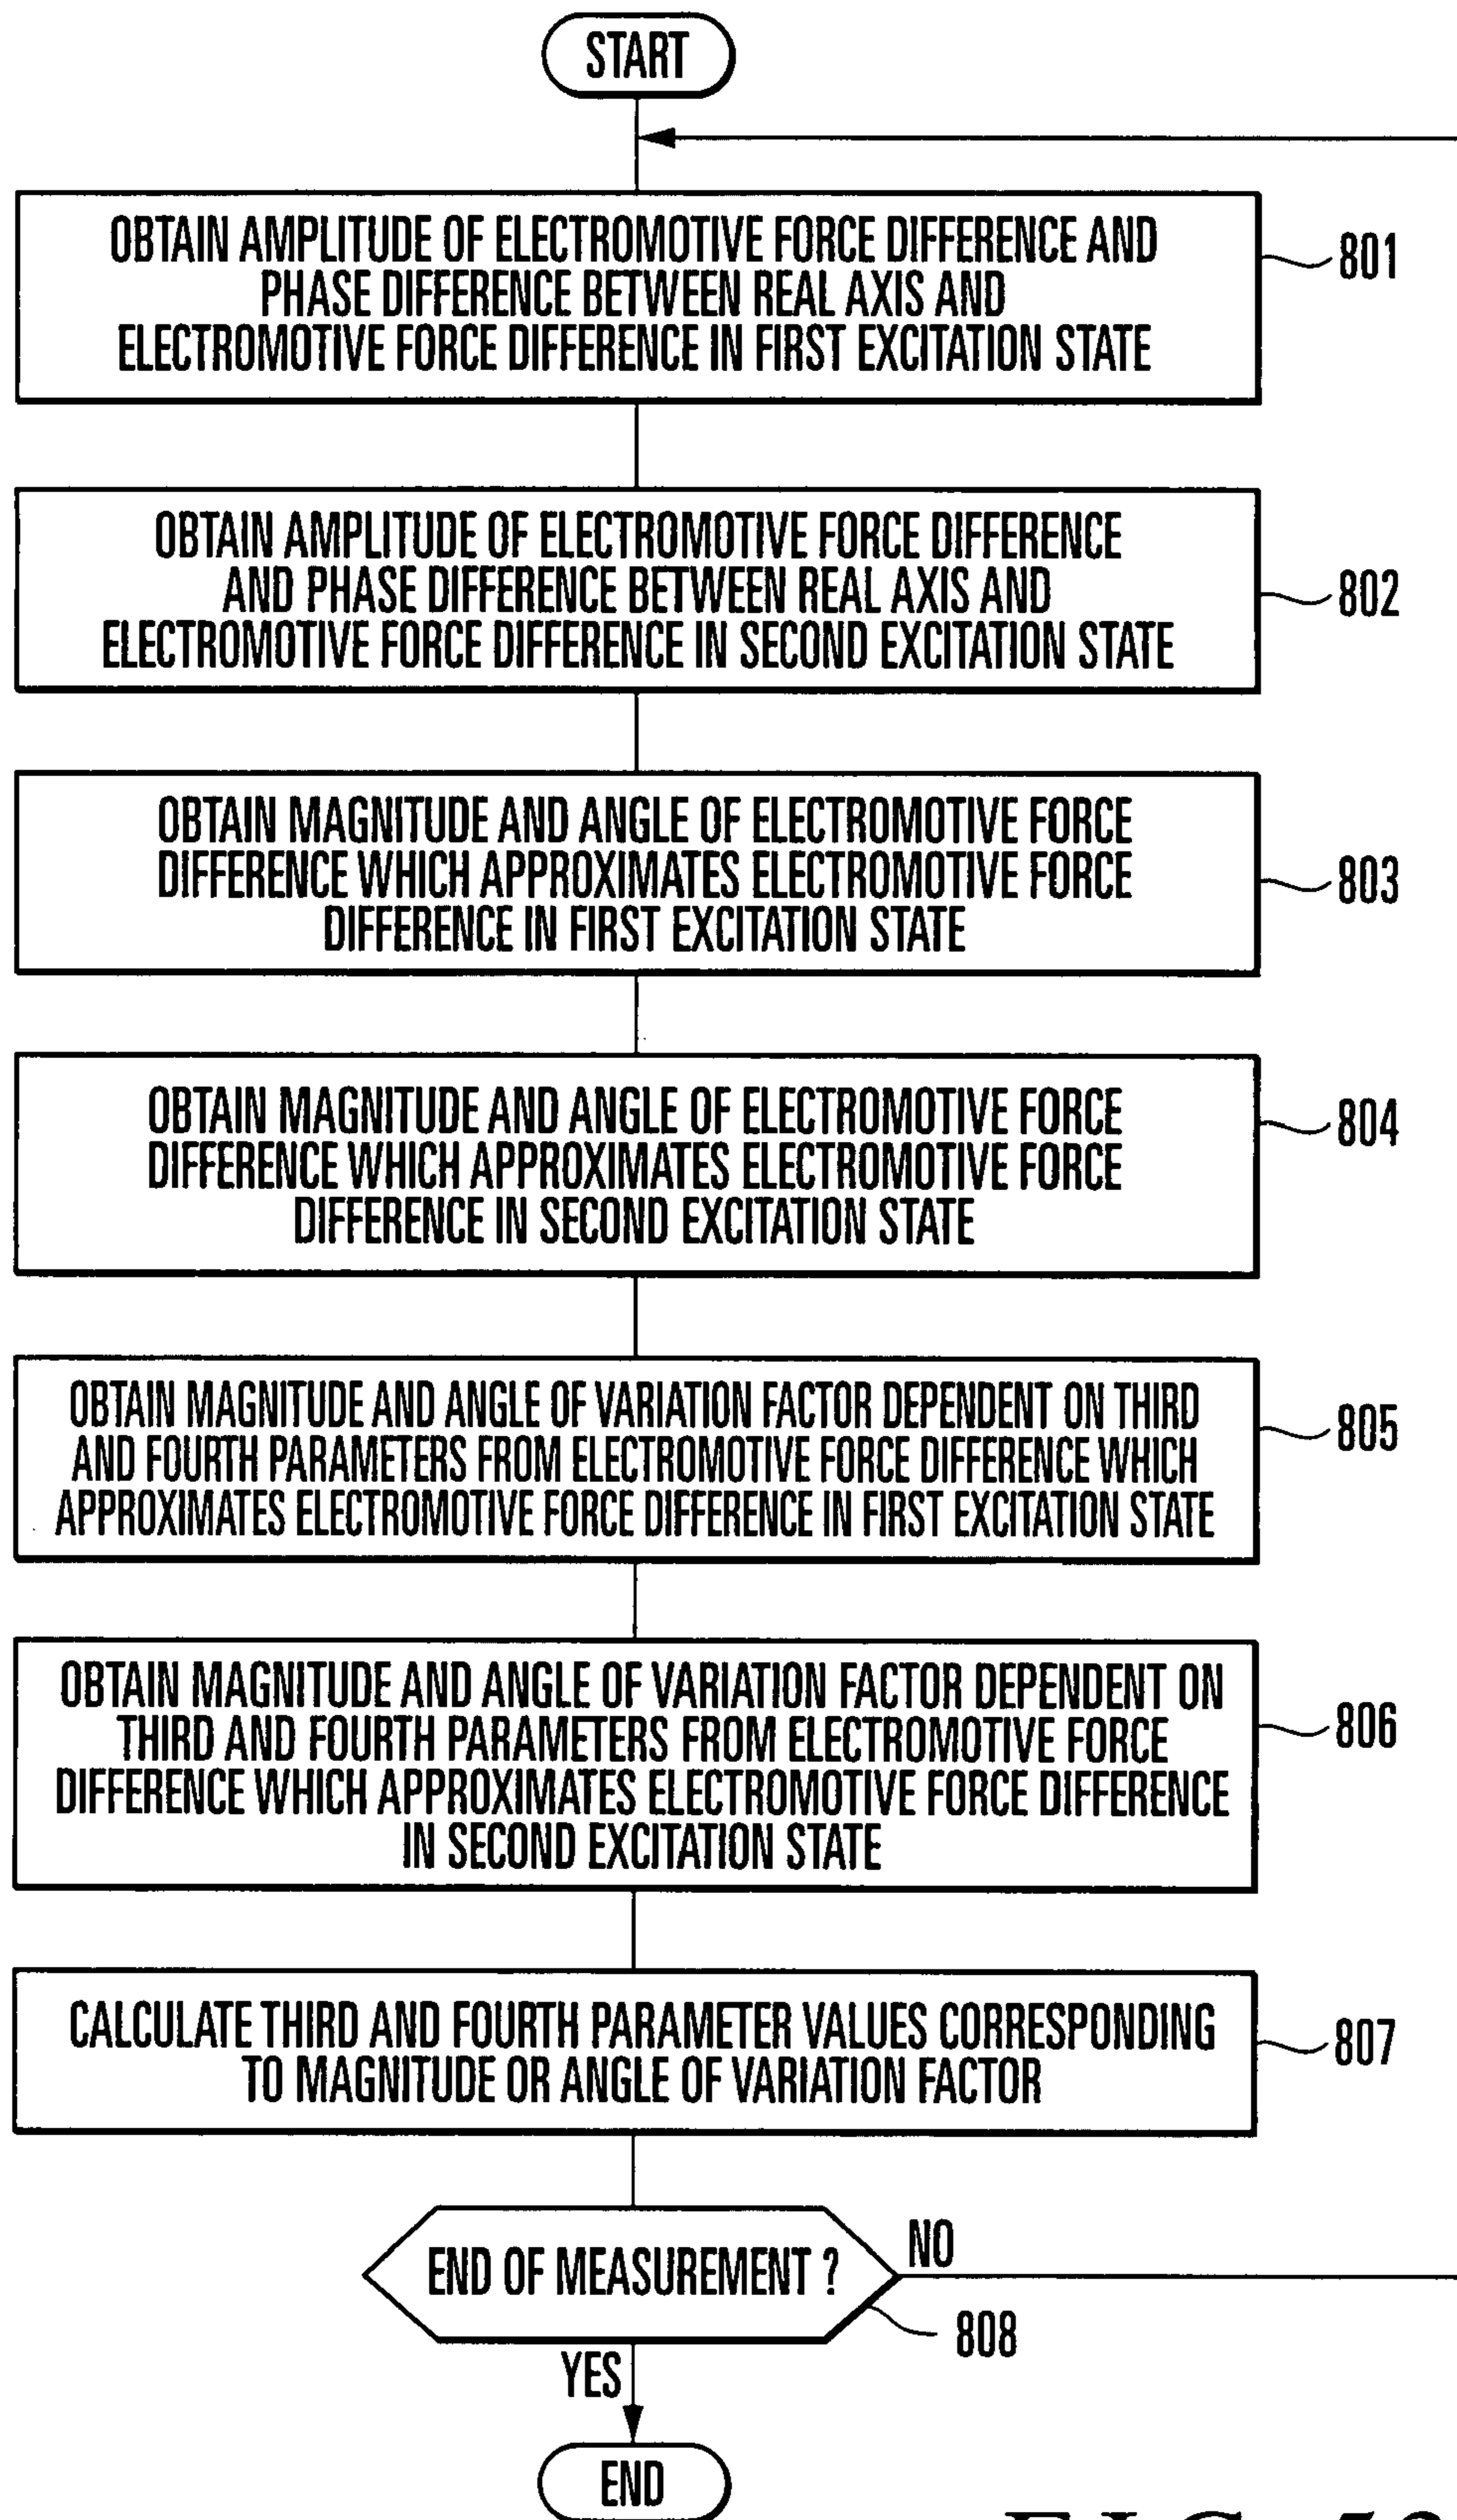 START
OBTAIN AMPLITUDE OF ELECTROMOTIVE FORCE DIFFERENCE AND
PHASE DIFFERENCE BETWEEN REAL AXIS AND
ELECTROMOTIVE FORCE DIFFERENCE IN FIRST EXCITATION STATE
801
OBTAIN AMPLITUDE OF ELECTROMOTIVE FORCE DIFFERENCE
AND PHASE DIFFERENCE BETWEEN REAL AXIS AND
ELECTROMOTIVE FORCE DIFFERENCE IN SECOND EXCITATION STATE
802
OBTAIN MAGNITUDE AND ANGLE OF ELECTROMOTIVE FORCE
DIFFERENCE WHICH APPROXIMATES ELECTROMOTIVE FORCE
DIFFERENCE IN FIRST EXCITATION STATE
803
OBTAIN MAGNITUDE AND ANGLE OF ELECTROMOTIVE FORCE
DIFFERENCE WHICH APPROXIMATES ELECTROMOTIVE FORCE
DIFFERENCE IN SECOND EXCITATION STATE
804
OBTAIN MAGNITUDE AND ANGLE OF VARIATION FACTOR DEPENDENT ON THIRD
AND FOURTH PARAMETERS FROM ELECTROMOTIVE FORCE DIFFERENCE WHICH
APPROXIMATES ELECTROMOTIVE FORCE DIFFERENCE IN FIRST EXCITATION STATE
805
OBTAIN MAGNITUDE AND ANGLE OF VARIATION FACTOR DEPENDENT ON
THIRD AND FOURTH PARAMETERS FROM ELECTROMOTIVE FORCE
DIFFERENCE WHICH APPROXIMATES ELECTROMOTIVE FORCE DIFFERENCE
IN SECOND EXCITATION STATE
806
CALCULATE THIRD AND FOURTH PARAMETER VALUES CORRESPONDING
TO MAGNITUDE OR ANGLE OF VARIATION FACTOR
807
END OF MEASUREMENT ?
NO
808
YES
END